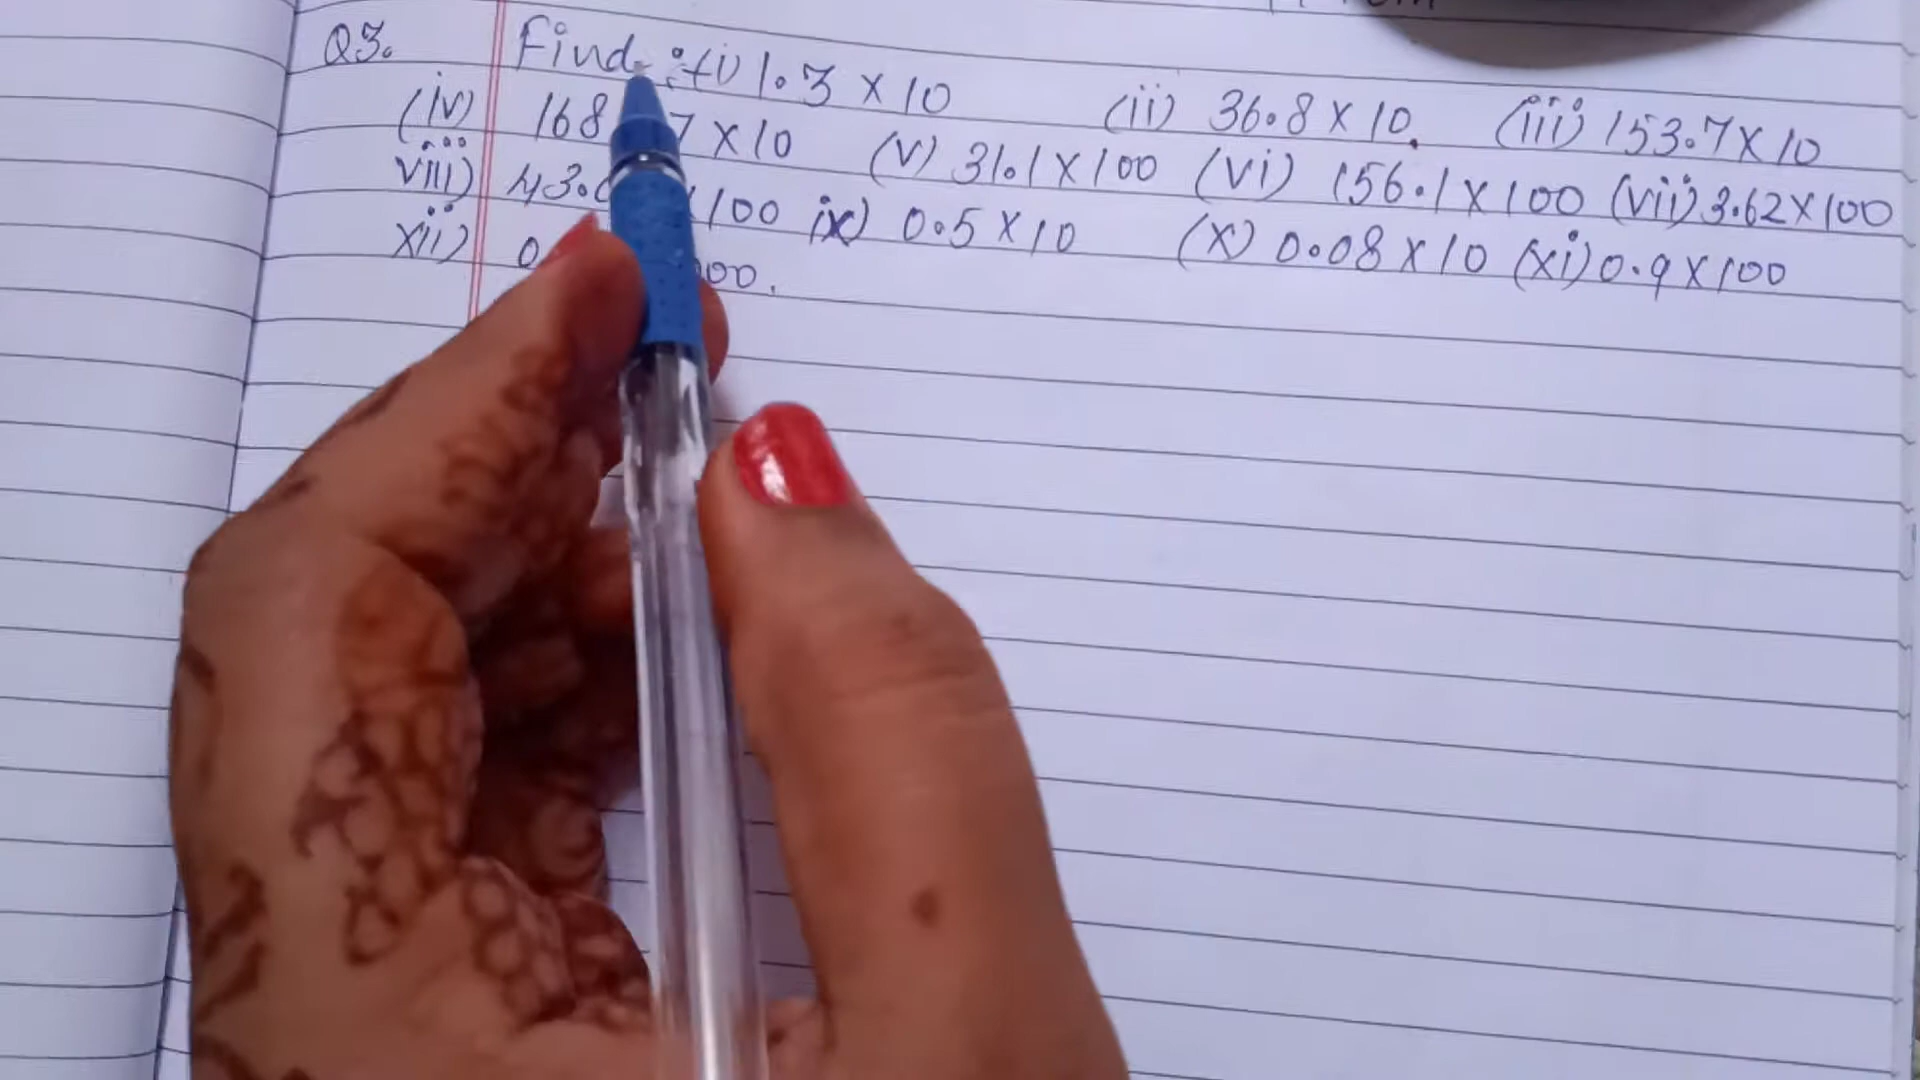 Q3. Find :- (i) 1.3 x 10 (ii) 36.8 x 10. (iii) 153.7 x 10
(iv) 168 7 x 10 (v) 31.1 x 100 (vi) 156.1 x 100 (vii) 3.62 x 100
viii) 43. 100 ix) 0.5 x 10 (x) 0.08 x 10 (xi) 0.9 x 100
xii) 0 00.